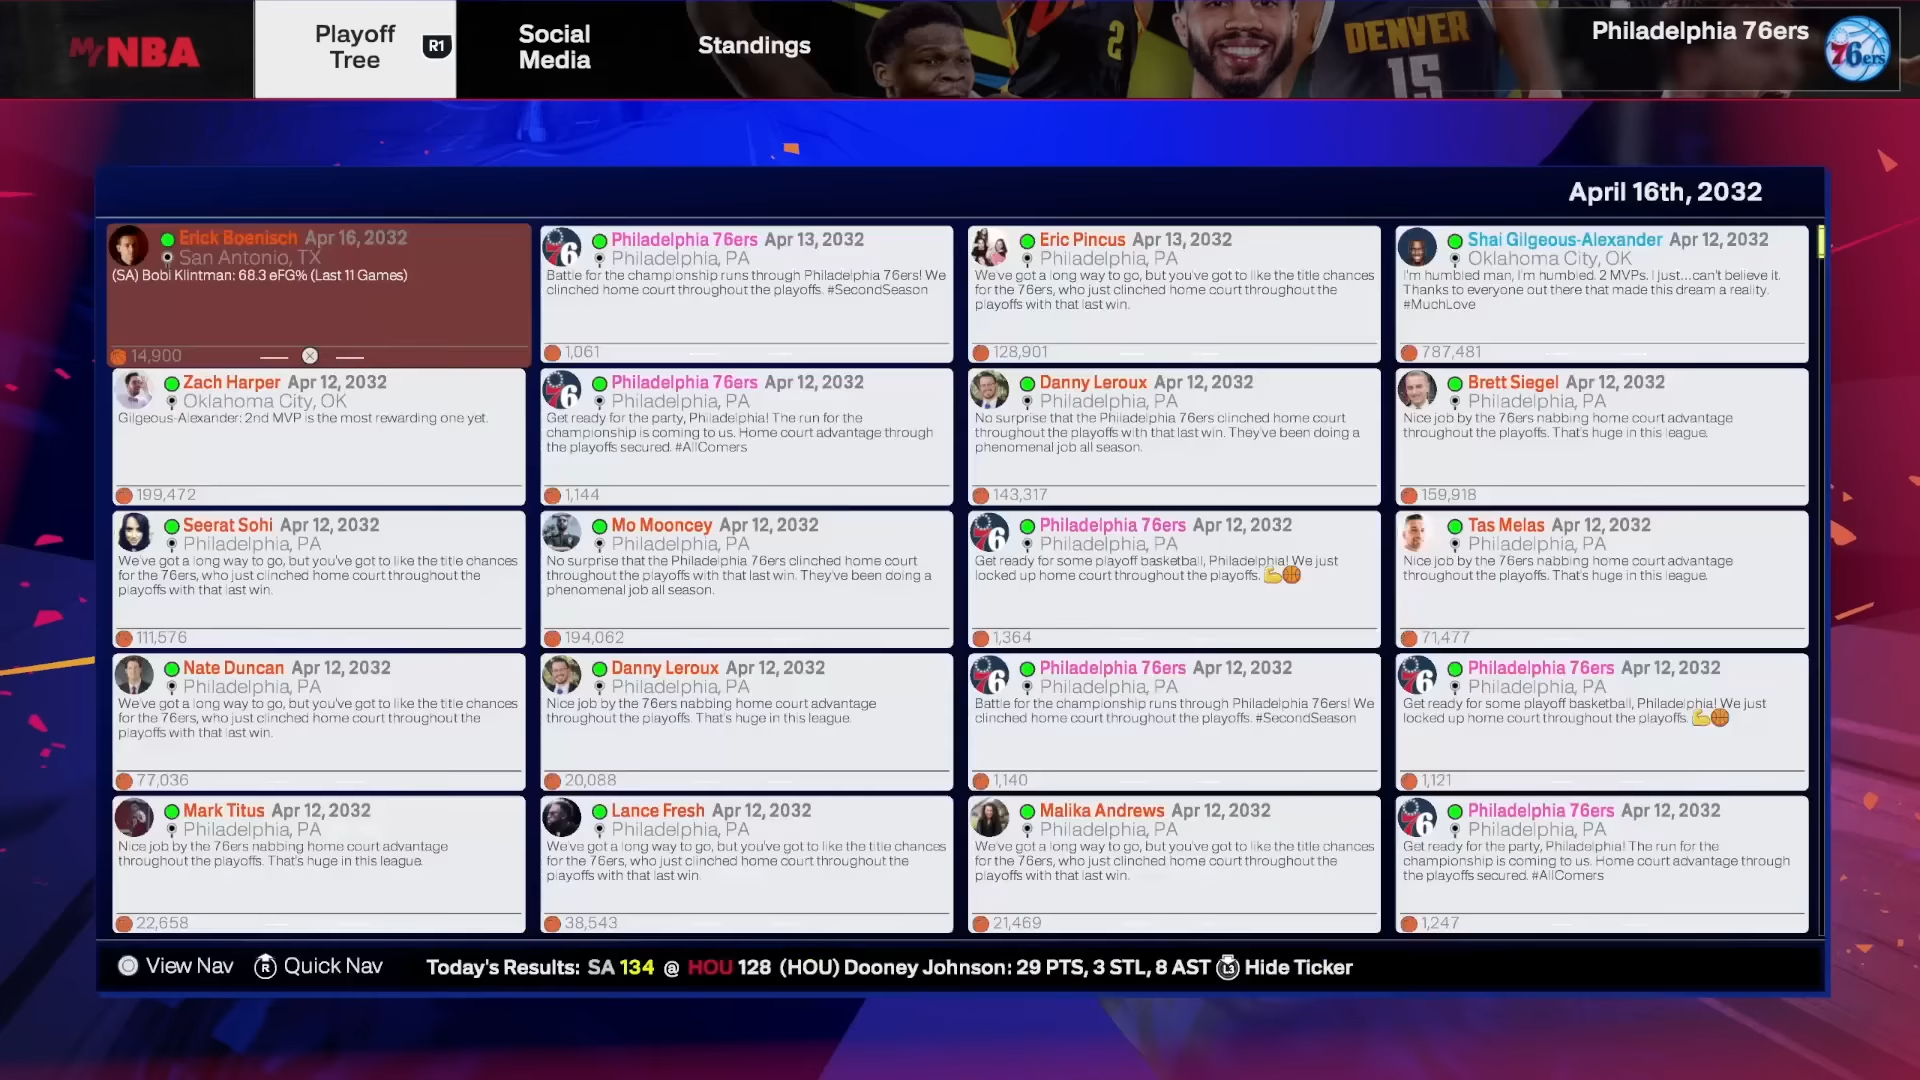 MyNBA
Playoff
Tree
R1
Social
Media
Standings
2
DENVER
15
Philadelphia 76ers
76ers
April 16th, 2032
Erick Boenisch Apr 16, 2032
San Antonio, TX
(SA) Bobi Klintman: 68.3 eFG% (Last 11 Games)
14,900
Philadelphia 76ers Apr 13, 2032
Philadelphia, PA
Battle for the championship runs through Philadelphia 76ers! We
clinched home court throughout the playoffs. #SecondSeason
1,061
Eric Pincus Apr 13, 2032
Philadelphia, PA
We've got a long way to go, but you've got to like the title chances
for the 76ers, who just clinched home court throughout the
playoffs with that last win.
128,901
Shai Gilgeous-Alexander Apr 12, 2032
Oklahoma City, OK
I'm humbled man, I'm humbled. 2 MVPs. I just...can't believe it.
Thanks to everyone out there that made this dream a reality.
#MuchLove
787,481
Zach Harper Apr 12, 2032
Oklahoma City, OK
Gilgeous-Alexander: 2nd MVP is the most rewarding one yet.
199,472
Philadelphia 76ers Apr 12, 2032
Philadelphia, PA
Get ready for the party, Philadelphia! The run for the
championship is coming to us. Home court advantage through
the playoffs secured. #AllComers
1,144
Danny Leroux Apr 12, 2032
Philadelphia, PA
No surprise that the Philadelphia 76ers clinched home court
throughout the playoffs with that last win. They've been doing a
phenomenal job all season.
143,317
Brett Siegel Apr 12, 2032
Philadelphia, PA
Nice job by the 76ers nabbing home court advantage
throughout the playoffs. That's huge in this league.
159,918
Seerat Sohi Apr 12, 2032
Philadelphia, PA
We've got a long way to go, but you've got to like the title chances
for the 76ers, who just clinched home court throughout the
playoffs with that last win.
111,576
Mo Mooncey Apr 12, 2032
Philadelphia, PA
No surprise that the Philadelphia 76ers clinched home court
throughout the playoffs with that last win. They've been doing a
phenomenal job all season.
194,062
Philadelphia 76ers Apr 12, 2032
Philadelphia, PA
Get ready for some playoff basketball, Philadelphia! We just
locked up home court throughout the playoffs. 💪🏀
1,364
Tas Melas Apr 12, 2032
Philadelphia, PA
Nice job by the 76ers nabbing home court advantage
throughout the playoffs. That's huge in this league.
71,477
Nate Duncan Apr 12, 2032
Philadelphia, PA
We've got a long way to go, but you've got to like the title chances
for the 76ers, who just clinched home court throughout the
playoffs with that last win.
77,036
Danny Leroux Apr 12, 2032
Philadelphia, PA
Nice job by the 76ers nabbing home court advantage
throughout the playoffs. That's huge in this league.
20,088
Philadelphia 76ers Apr 12, 2032
Philadelphia, PA
Battle for the championship runs through Philadelphia 76ers! We
clinched home court throughout the playoffs. #SecondSeason
1,140
Philadelphia 76ers Apr 12, 2032
Philadelphia, PA
Get ready for some playoff basketball, Philadelphia! We just
locked up home court throughout the playoffs. 💪🏀
1,121
Mark Titus Apr 12, 2032
Philadelphia, PA
Nice job by the 76ers nabbing home court advantage
throughout the playoffs. That's huge in this league.
22,658
Lance Fresh Apr 12, 2032
Philadelphia, PA
We've got a long way to go, but you've got to like the title chances
for the 76ers, who just clinched home court throughout the
playoffs with that last win.
38,543
Malika Andrews Apr 12, 2032
Philadelphia, PA
We've got a long way to go, but you've got to like the title chances
for the 76ers, who just clinched home court throughout the
playoffs with that last win.
21,469
Philadelphia 76ers Apr 12, 2032
Philadelphia, PA
Get ready for the party, Philadelphia! The run for the
championship is coming to us. Home court advantage through
the playoffs secured. #AllComers
1,247
View Nav R Quick Nav Today's Results: SA 134 @ HOU 128 (HOU) Dooney Johnson: 29 PTS, 3 STL, 8 AST L3 Hide Ticker